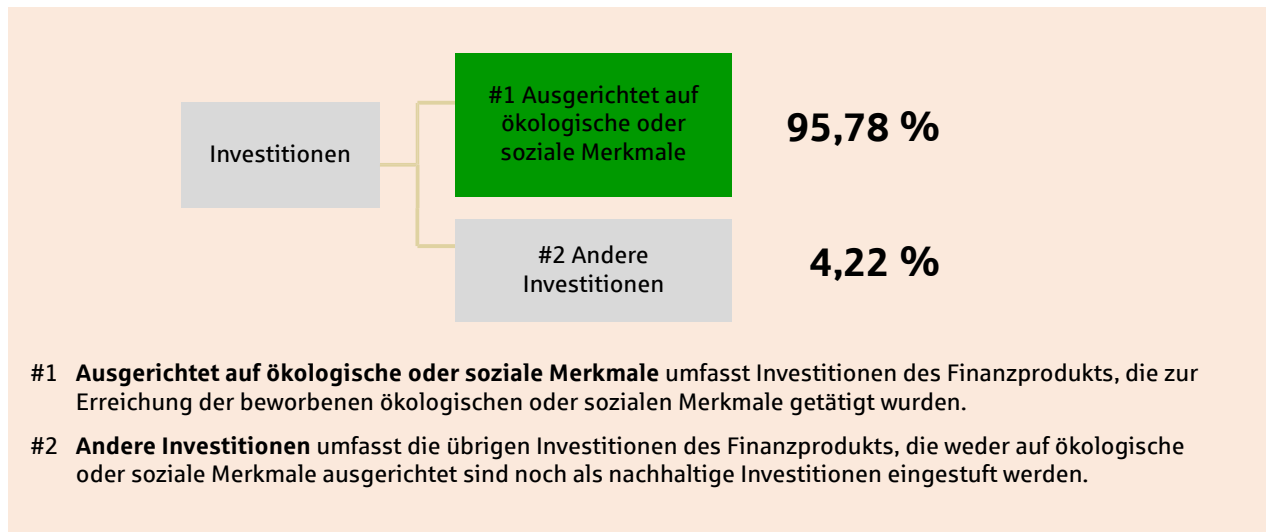 Investitionen
#1 Ausgerichtet auf
ökologische oder
soziale Merkmale
95,78 %
#2 Andere
Investitionen
4,22 %
#1 Ausgerichtet auf ökologische oder soziale Merkmale umfasst Investitionen des Finanzprodukts, die zur
Erreichung der beworbenen ökologischen oder sozialen Merkmale getätigt wurden.
#2 Andere Investitionen umfasst die übrigen Investitionen des Finanzprodukts, die weder auf ökologische
oder soziale Merkmale ausgerichtet sind noch als nachhaltige Investitionen eingestuft werden.